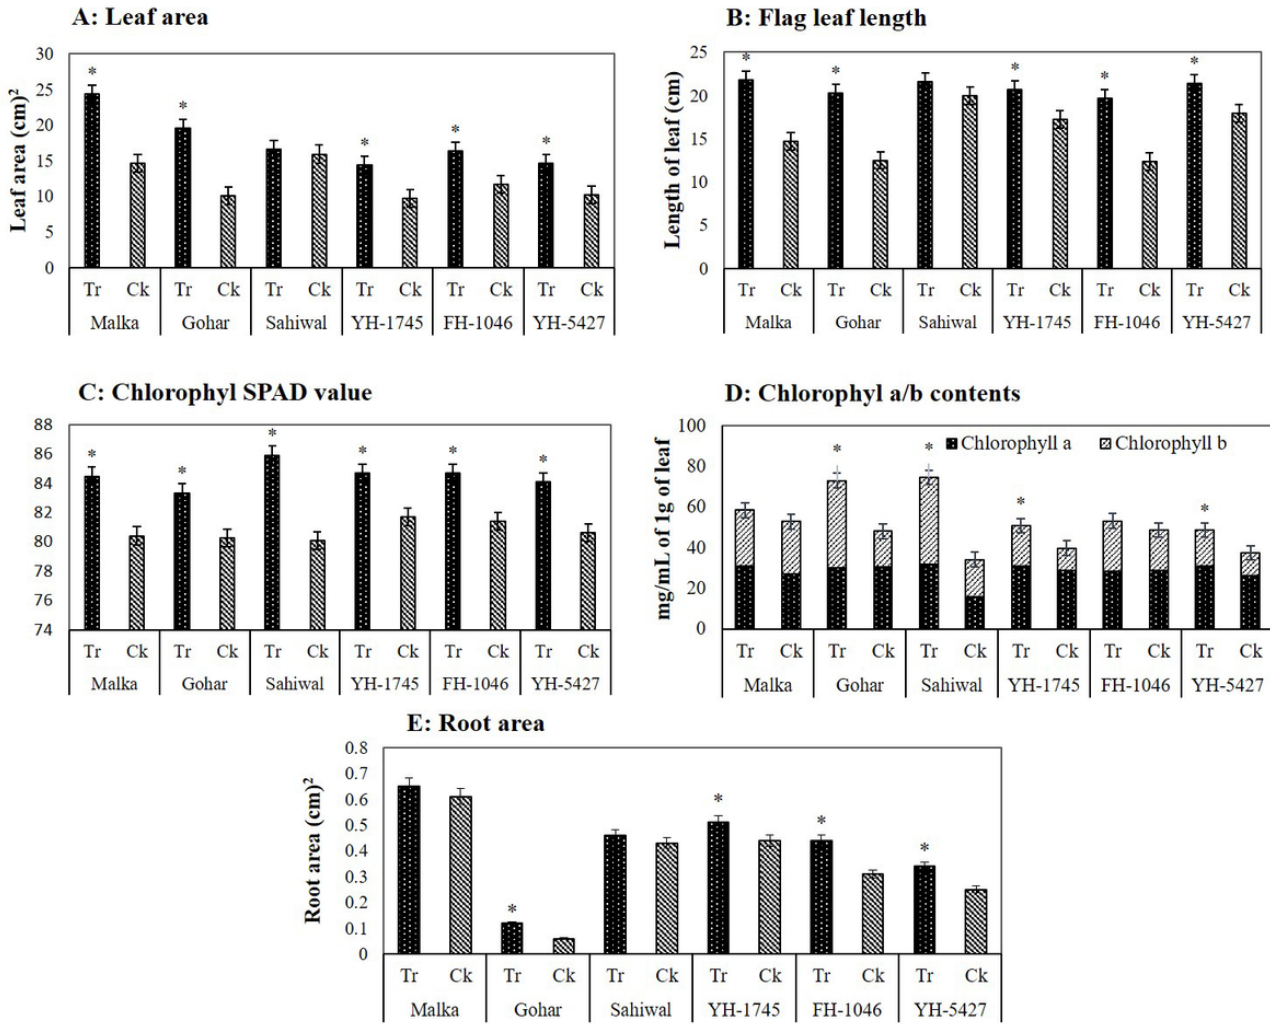 A: Leaf area
Leaf area (cm)²
30
25
20
15
10
5
0
* * * * *
Tr Ck Tr Ck Tr Ck Tr Ck Tr Ck Tr Ck
Malka Gohar Sahiwal YH-1745 FH-1046 YH-5427
B: Flag leaf length
Length of leaf (cm)
25
20
15
10
5
0
* * * * *
Tr Ck Tr Ck Tr Ck Tr Ck Tr Ck Tr Ck
Malka Gohar Sahiwal YH-1745 FH-1046 YH-5427
C: Chlorophyl SPAD value
88
86
84
82
80
78
76
74
* * * * * *
Tr Ck Tr Ck Tr Ck Tr Ck Tr Ck Tr Ck
Malka Gohar Sahiwal YH-1745 FH-1046 YH-5427
D: Chlorophyl a/b contents
mg/mL of 1g of leaf
100
80
60
40
20
0
Chlorophyll a Chlorophyll b
* * * *
Tr Ck Tr Ck Tr Ck Tr Ck Tr Ck Tr Ck
Malka Gohar Sahiwal YH-1745 FH-1046 YH-5427
E: Root area
Root area (cm)²
0.8
0.7
0.6
0.5
0.4
0.3
0.2
0.1
0
* * * *
Tr Ck Tr Ck Tr Ck Tr Ck Tr Ck Tr Ck
Malka Gohar Sahiwal YH-1745 FH-1046 YH-5427